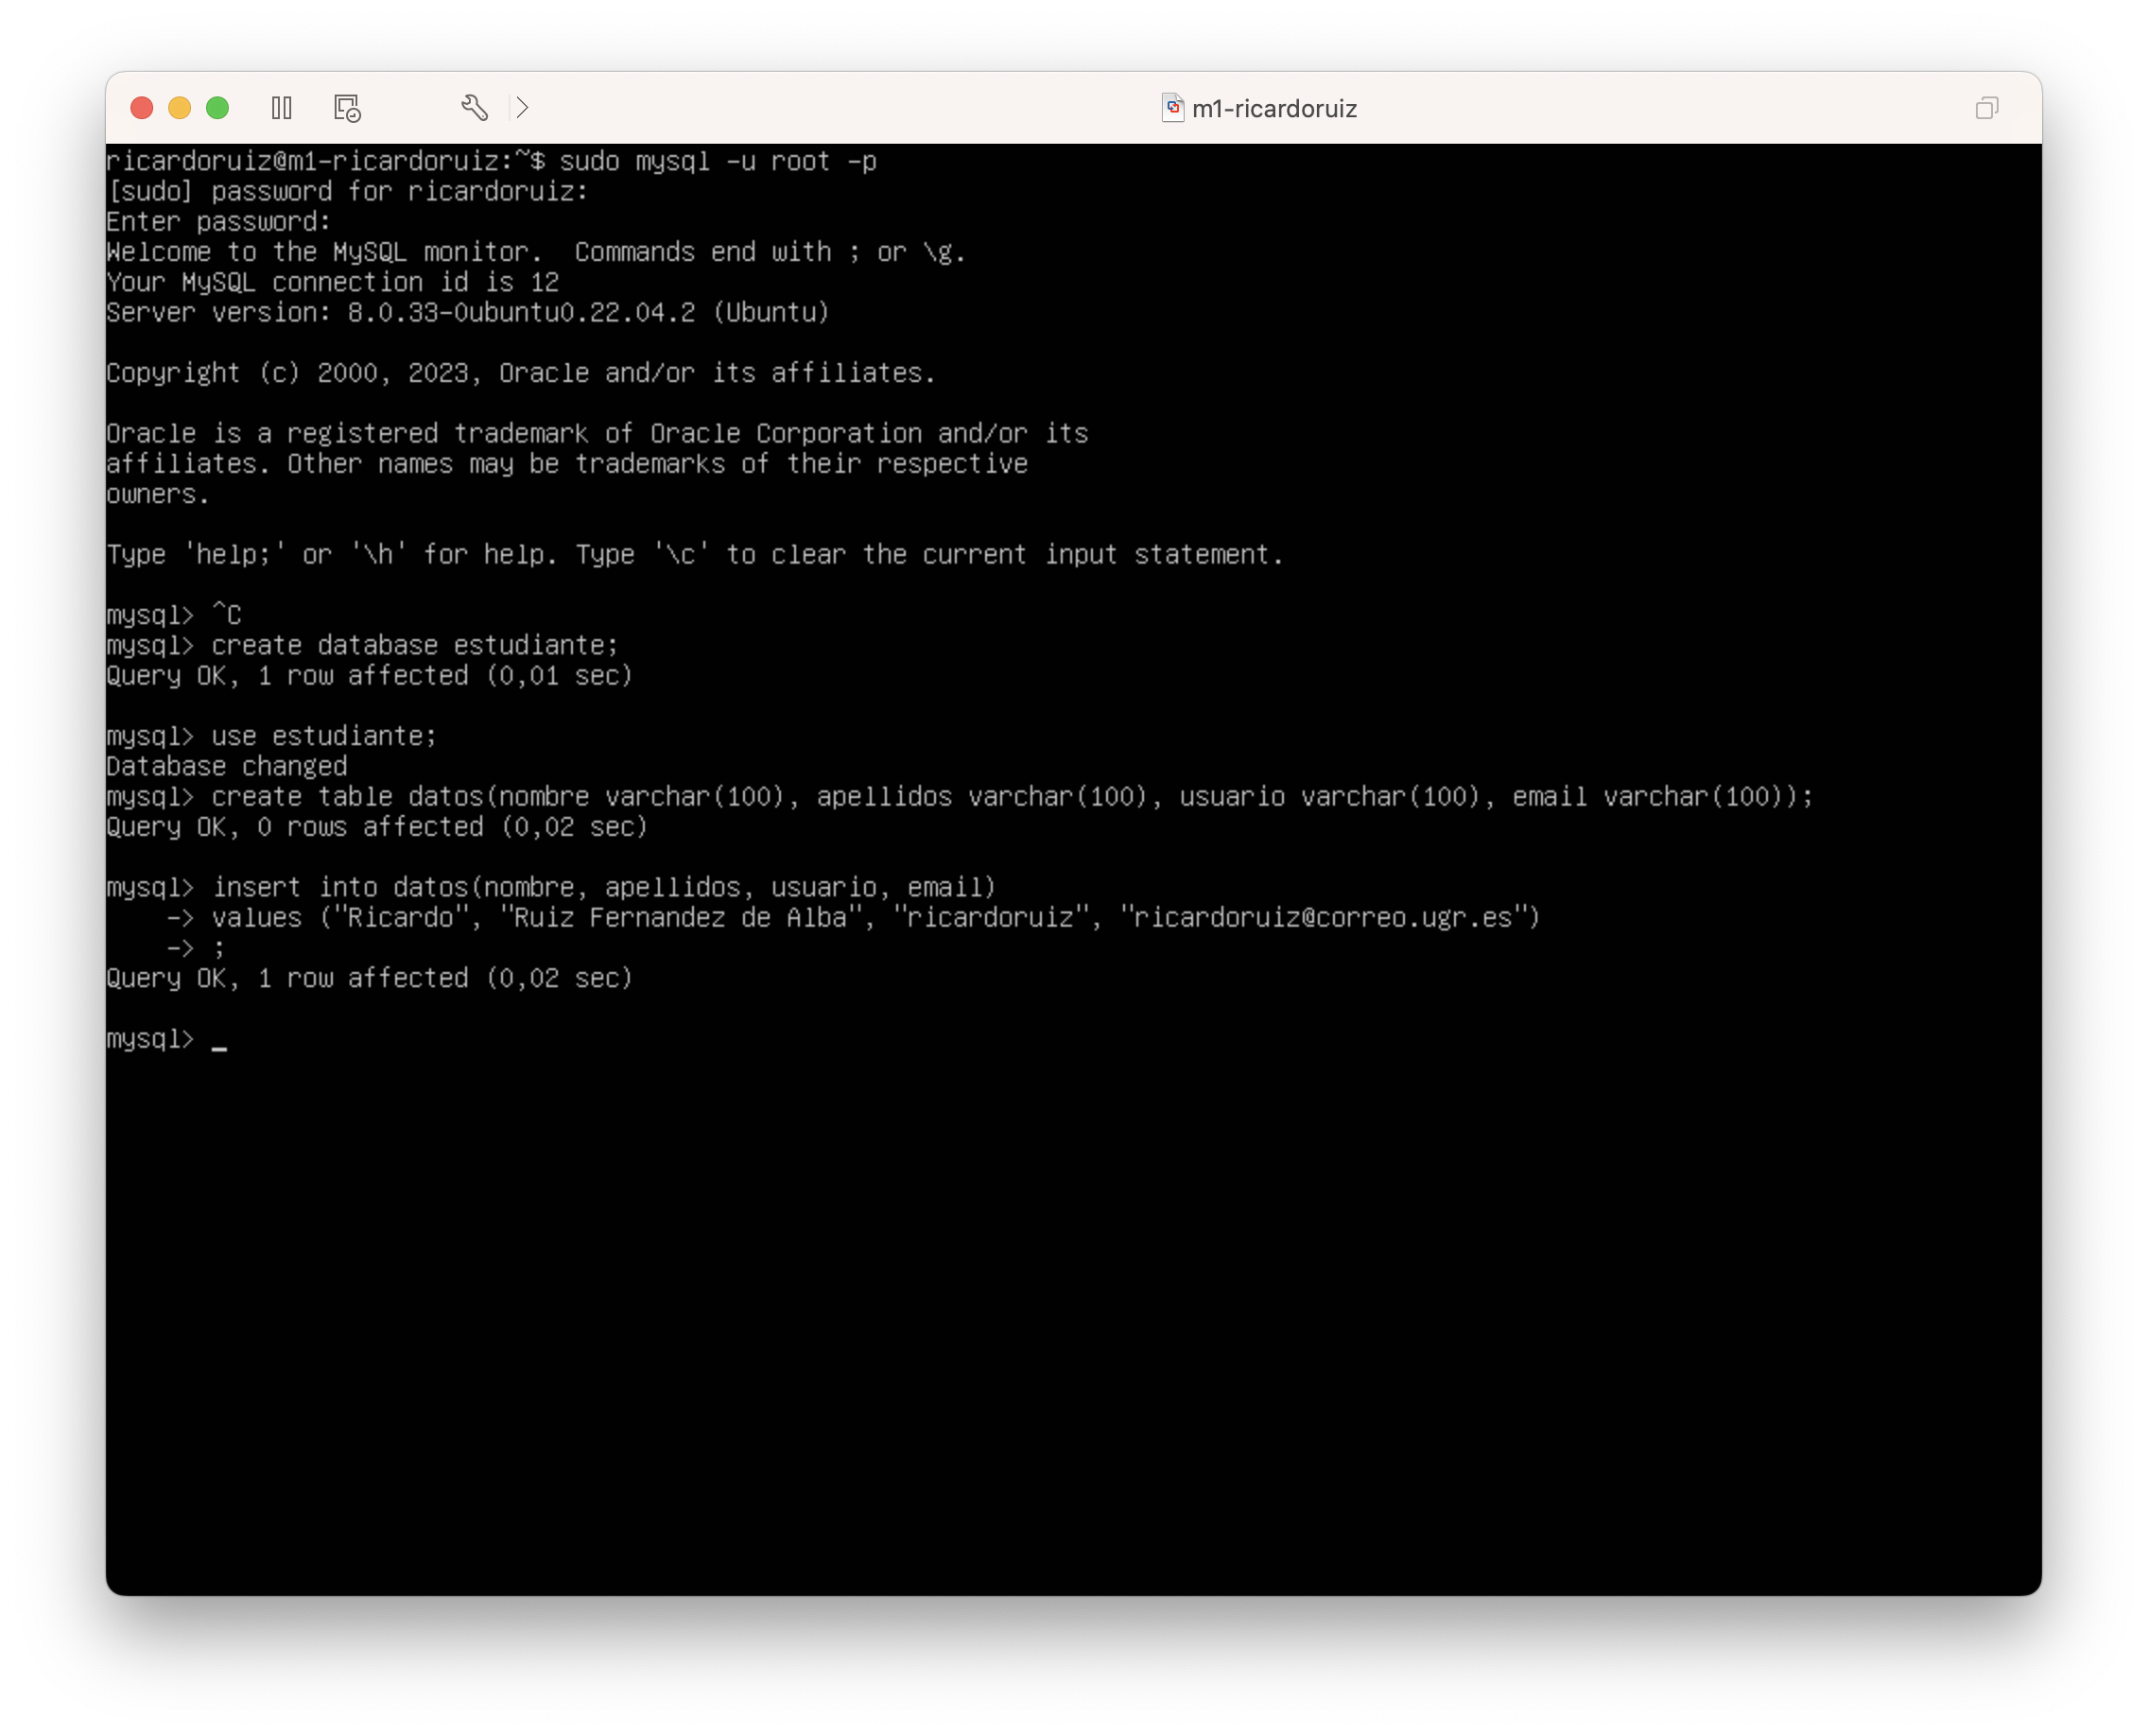 m1-ricardoruiz
ricardoruiz@m1-ricardoruiz:~$ sudo mysql -u root -p
[sudo] password for ricardoruiz:
Enter password:
Welcome to the MySQL monitor.  Commands end with ; or \g.
Your MySQL connection id is 12
Server version: 8.0.33-0ubuntu0.22.04.2 (Ubuntu)
Copyright (c) 2000, 2023, Oracle and/or its affiliates.
Oracle is a registered trademark of Oracle Corporation and/or its
affiliates. Other names may be trademarks of their respective
owners.
Type 'help;' or '\h' for help. Type '\c' to clear the current input statement.
mysql> ^C
mysql> create database estudiante;
Query OK, 1 row affected (0,01 sec)
mysql> use estudiante;
Database changed
mysql> create table datos(nombre varchar(100), apellidos varchar(100), usuario varchar(100), email varchar(100));
Query OK, 0 rows affected (0,02 sec)
mysql> insert into datos(nombre, apellidos, usuario, email)
    -> values ("Ricardo", "Ruiz Fernandez de Alba", "ricardoruiz", "ricardoruiz@correo.ugr.es")
    -> ;
Query OK, 1 row affected (0,02 sec)
mysql> _